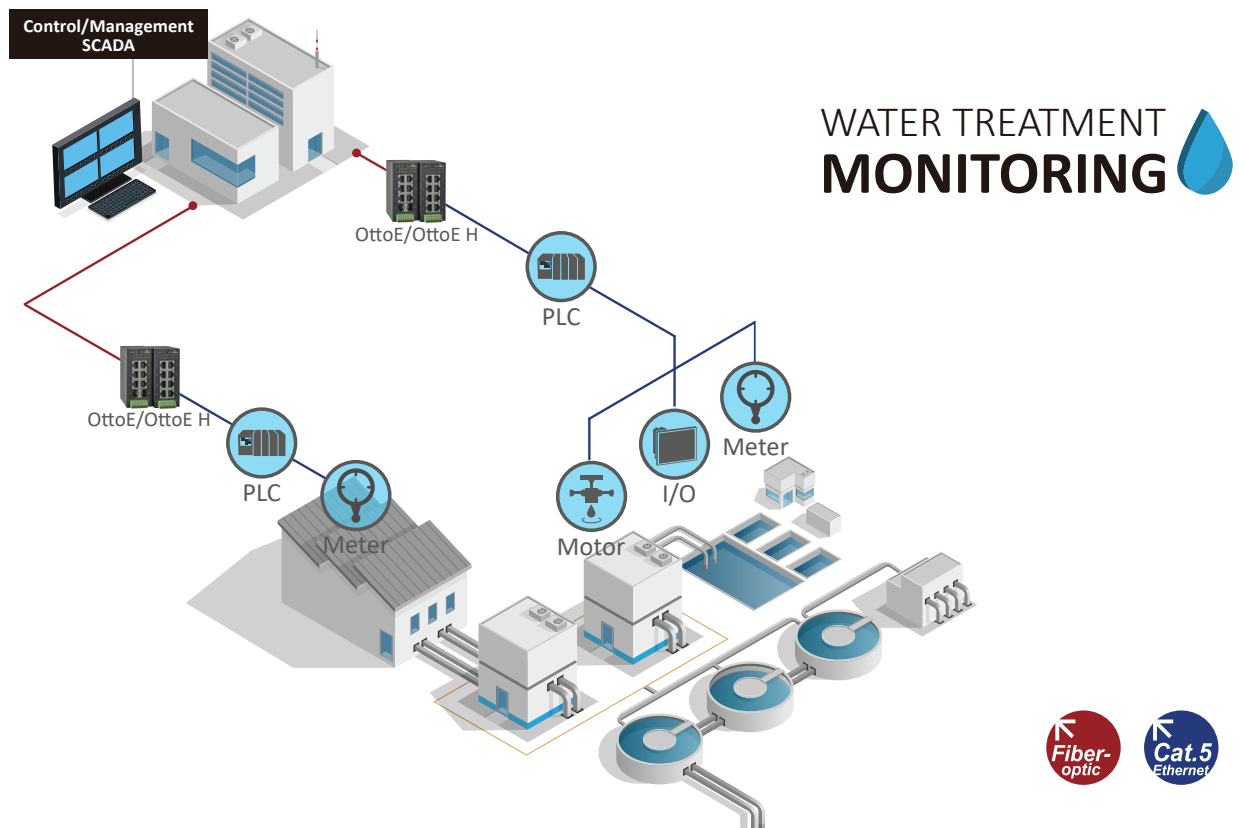 Control/Management
SCADA
WATER TREATMENT
MONITORING
OttoE/OttoE H
PLC
OttoE/OttoE H
PLC
Meter
Meter
I/O
Motor
Fiber-
optic
Cat.5
Ethernet